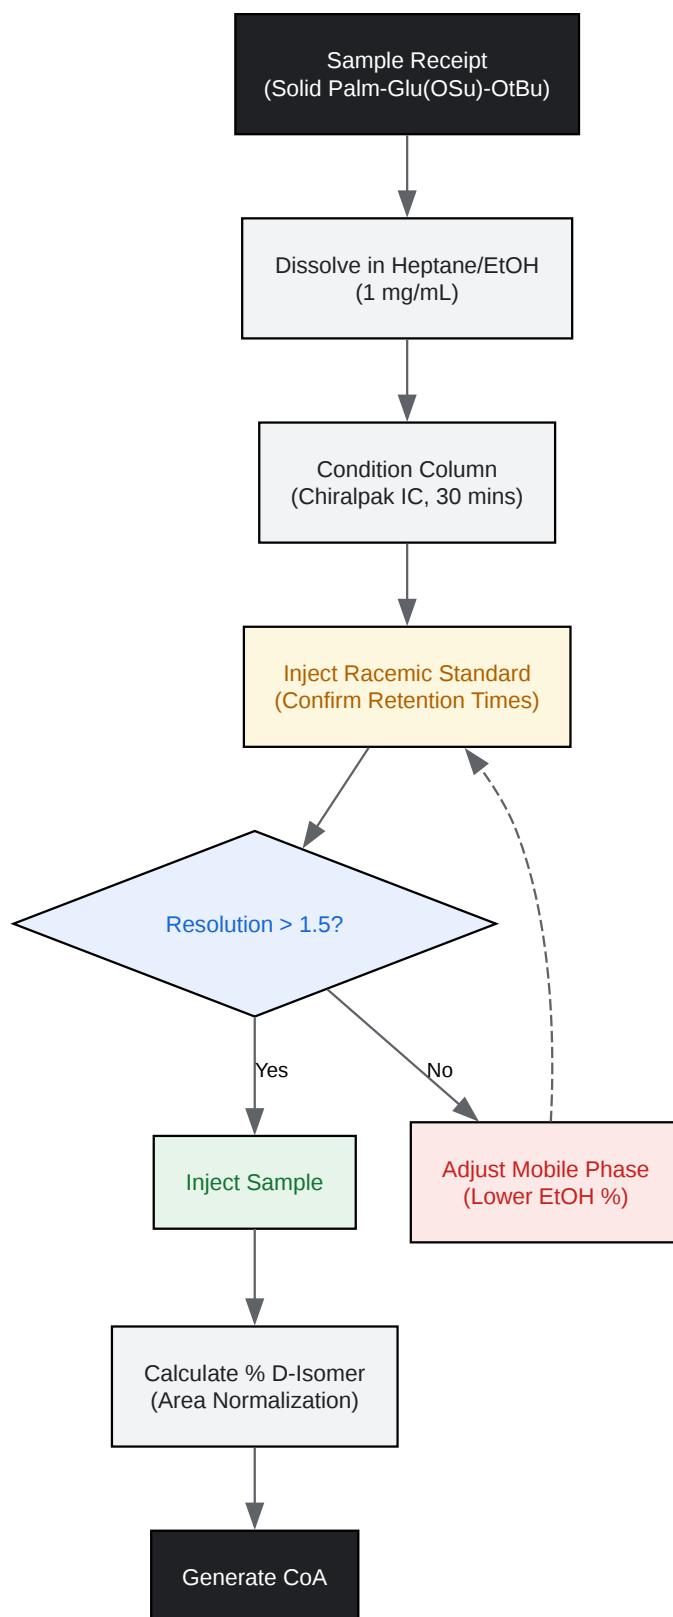 Sample Receipt
(Solid Palm-Glu(OSu)-OtBu)
Dissolve in Heptane/EtOH
(1 mg/mL)
Condition Column
(Chiralpak IC, 30 mins)
Inject Racemic Standard
(Confirm Retention Times)
Resolution > 1.5?
Yes
No
Inject Sample
Adjust Mobile Phase
(Lower EtOH %)
Calculate % D-Isomer
(Area Normalization)
Generate CoA